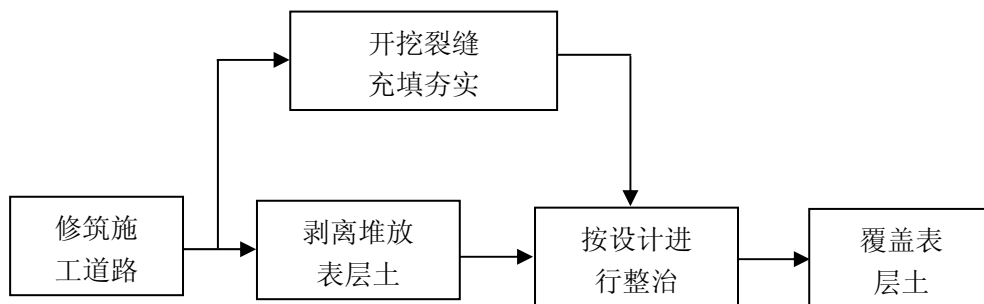 开挖裂缝
充填夯实
修筑施
工道路
剥离堆放
表层土
按设计进
行整治
覆盖表
层土